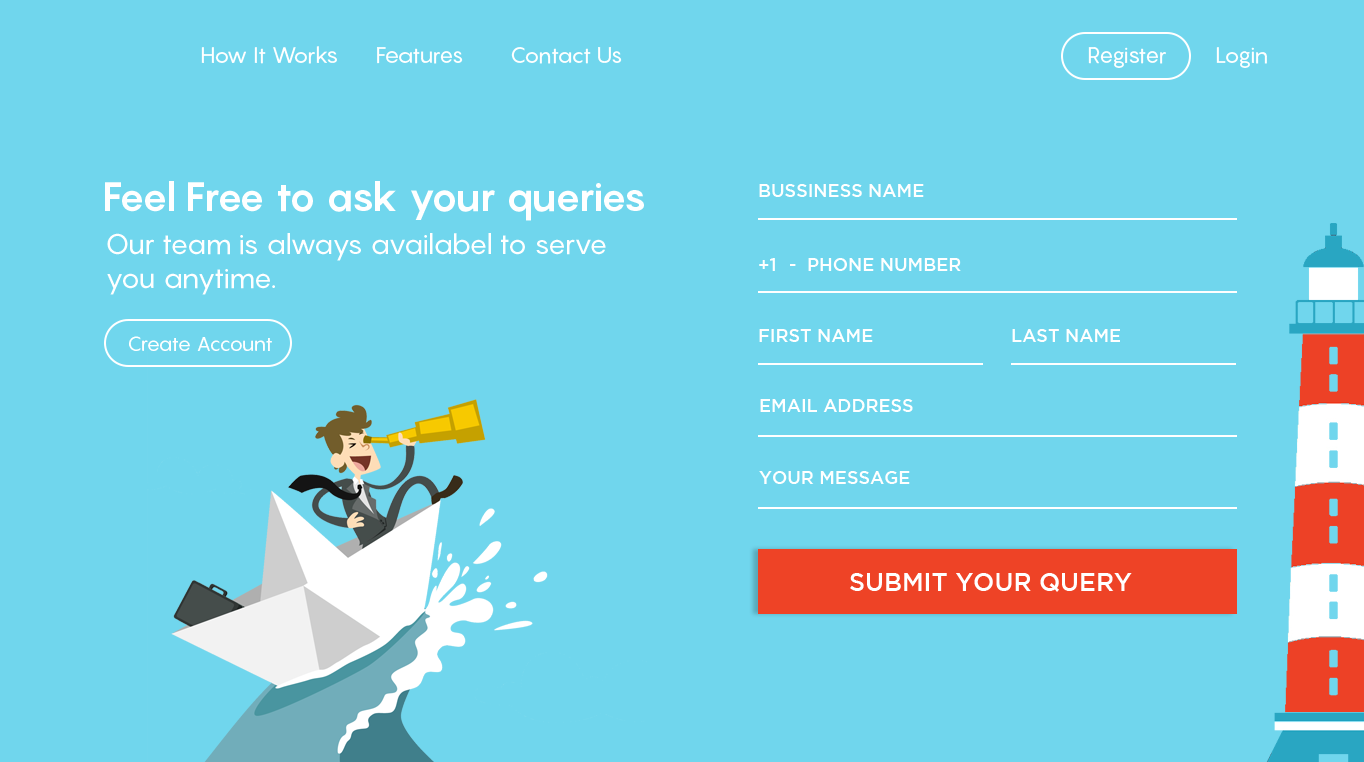 How It Works Features Contact Us Register Login
Feel Free to ask your queries
Our team is always availabel to serve
you anytime.
Create Account
BUSSINESS NAME
+1 - PHONE NUMBER
FIRST NAME LAST NAME
EMAIL ADDRESS
YOUR MESSAGE
SUBMIT YOUR QUERY